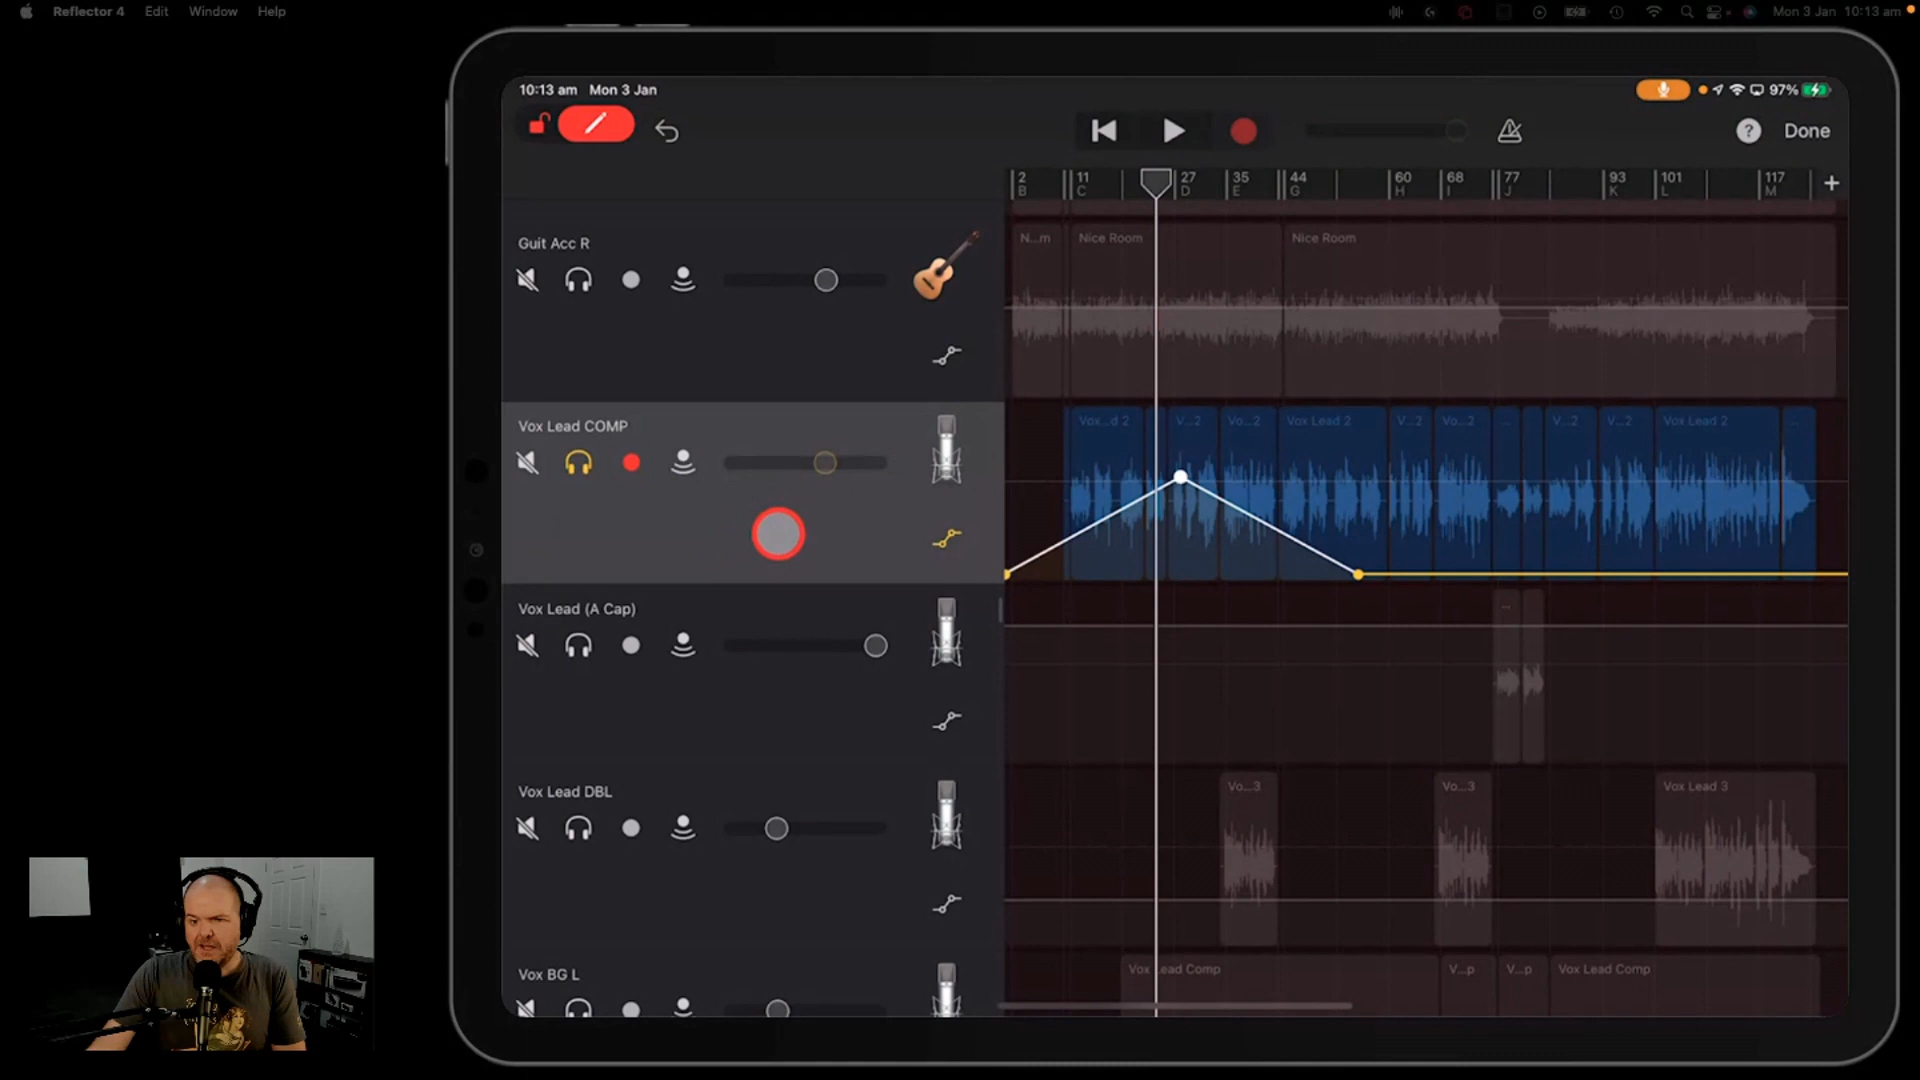 Reflector 4 Edit Window Help Mon 3 Jan 10:13 am
10:13 am Mon 3 Jan 97%
? Done
2 11 27 35 44 60 68 77 93 101 117 +
B C D E G H I J K L M
Guit Acc R
N...m Nice Room Nice Room
Vox Lead COMP
Vox...d 2 V...2 Vo...2 Vox Lead 2 V...2 Vo...2 ... V...2 V...2 Vox Lead 2 ...
Vox Lead (A Cap)
...
Vox Lead DBL
Vo...3 Vo...3 Vox Lead 3
Vox BG L
Vox Lead Comp V...p V...p Vox Lead Comp